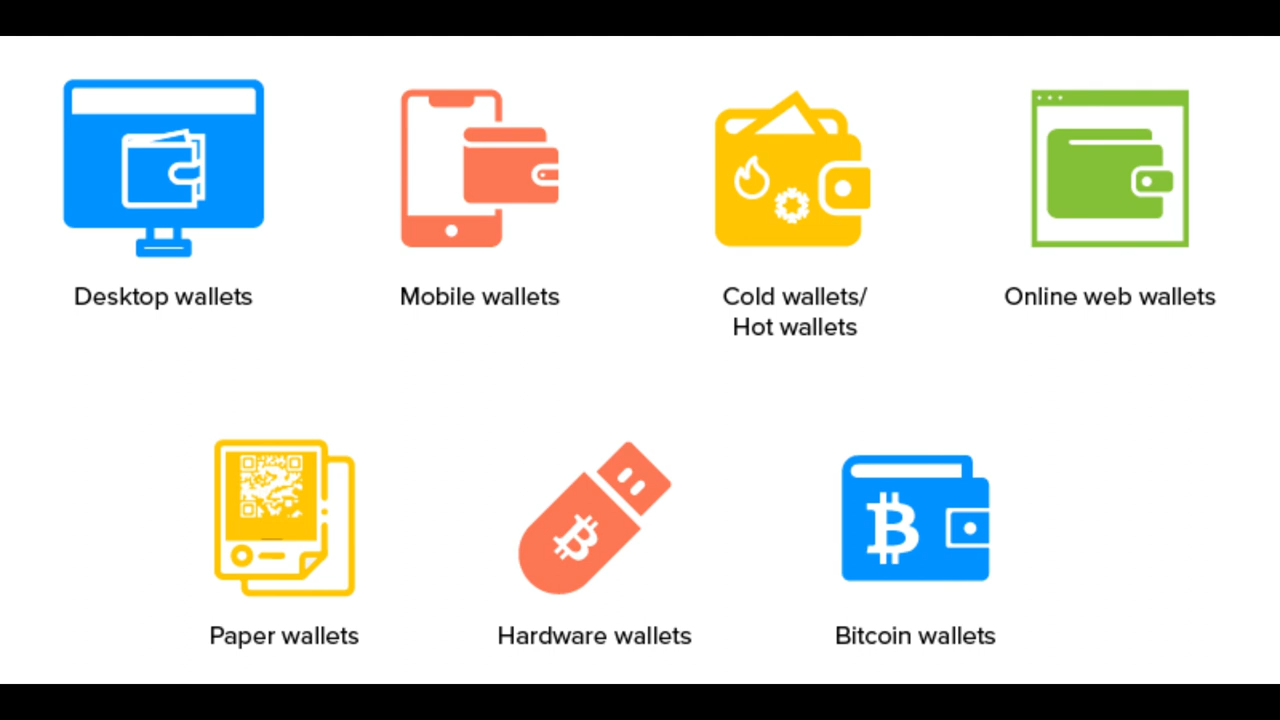 Desktop wallets
Mobile wallets
Cold wallets/
Hot wallets
Online web wallets
Paper wallets
Hardware wallets
Bitcoin wallets